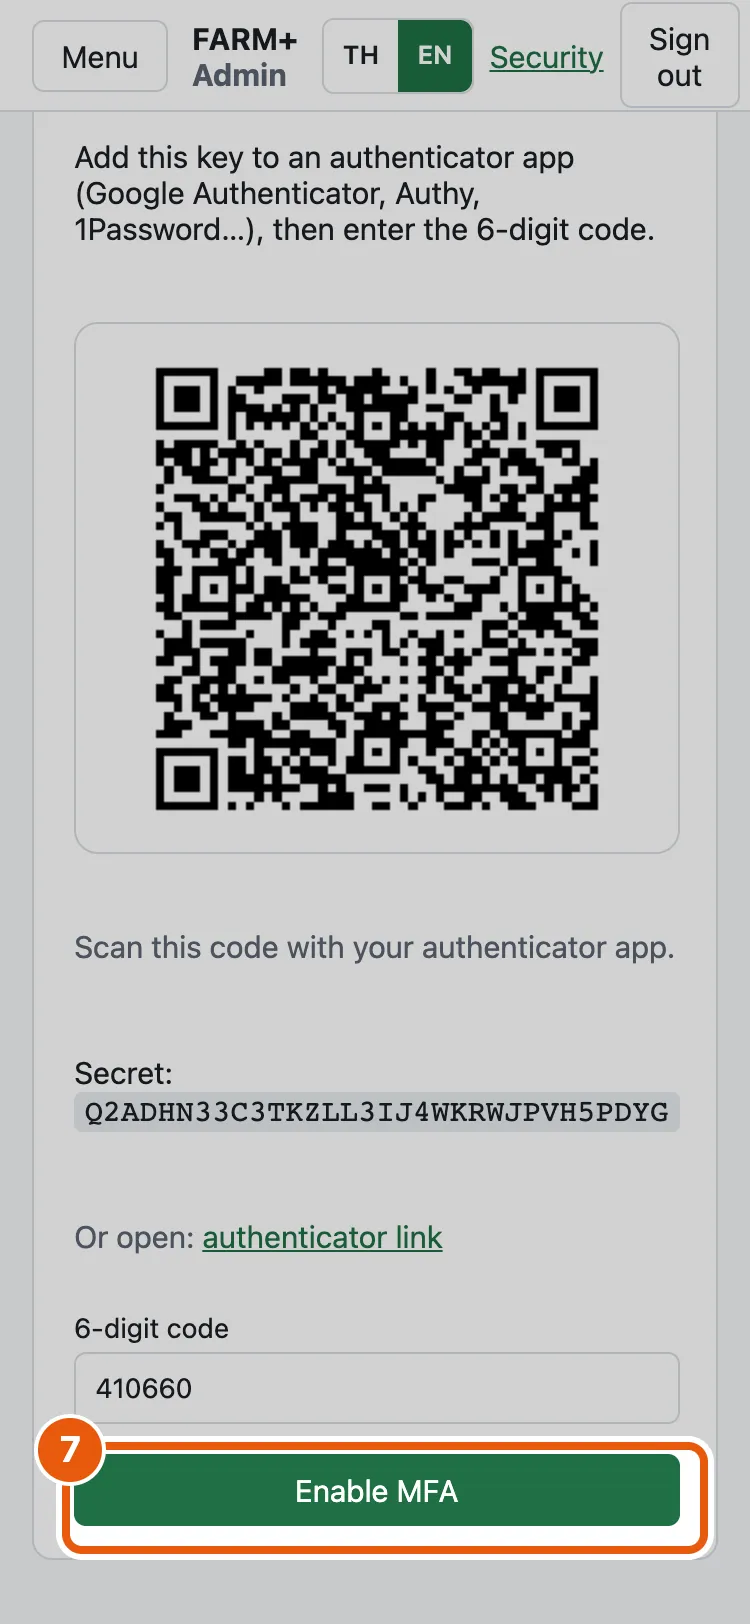 Menu
FARM+
Admin
TH
EN
Security
Sign
out
Add this key to an authenticator app
(Google Authenticator, Authy,
1Password...), then enter the 6-digit code.
Scan this code with your authenticator app.
Secret:
Q2ADHN33C3TKZLL3IJ4WKRWJPVH5PDYG
Or open: authenticator link
6-digit code
410660
7
Enable MFA